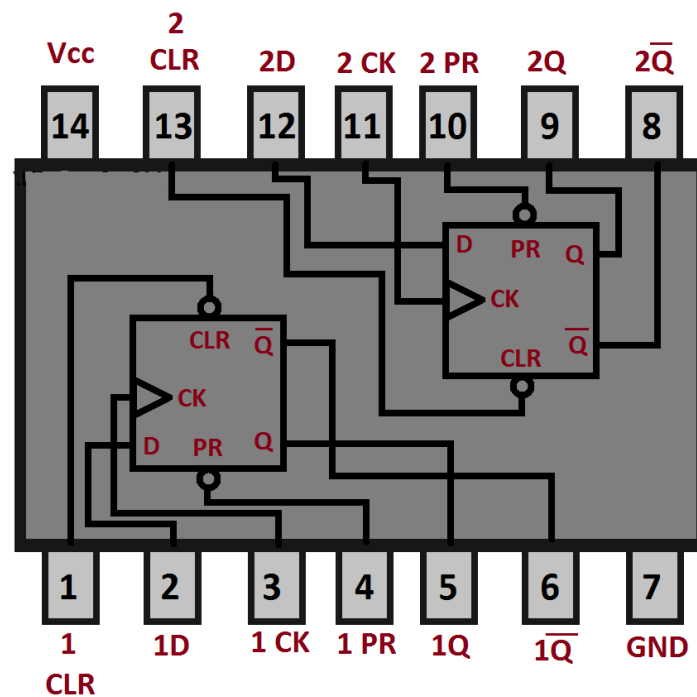 Vcc
2
CLR
2D
2 CK
2 PR
2Q
2Q̅
14
13
12
11
10
9
8
D
PR
Q
CK
CLR
Q̅
CLR
Q̅
CK
D
PR
Q
1
2
3
4
5
6
7
1
CLR
1D
1 CK
1 PR
1Q
1Q̅
GND